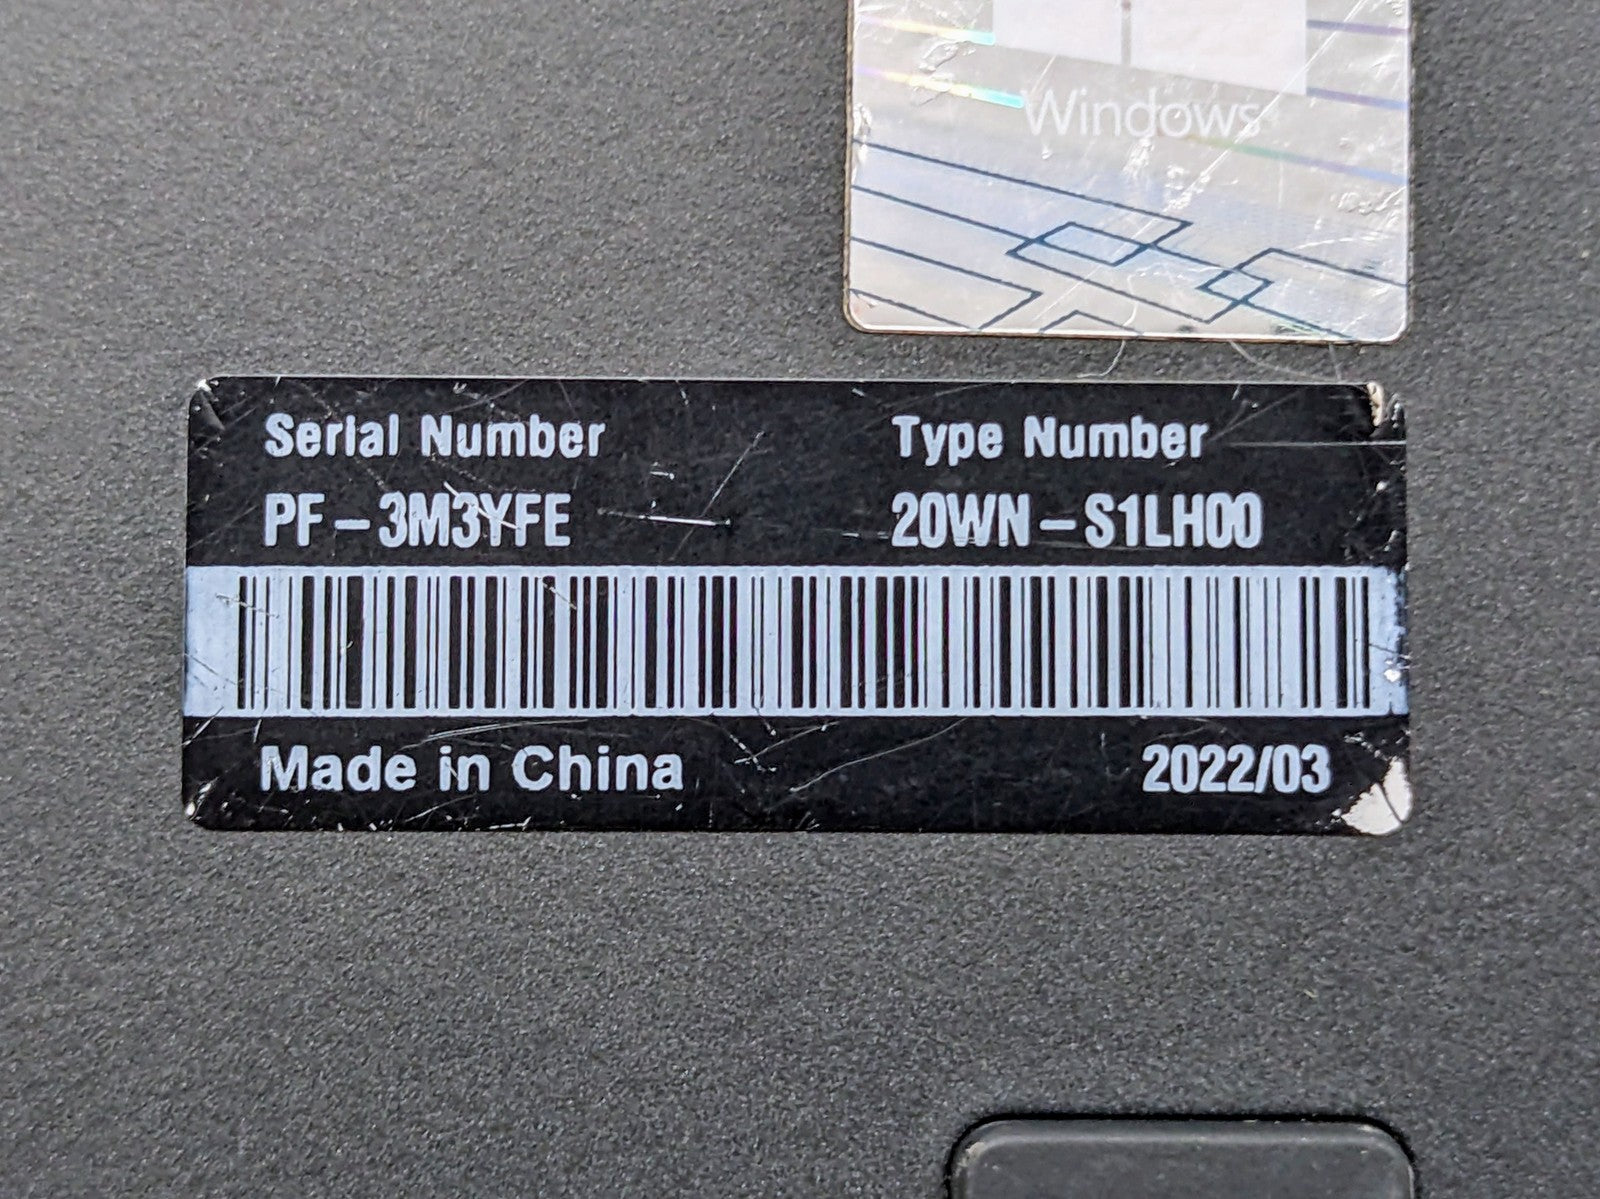 Windows
Serial Number Type Number
PF-3M3YFE 20WN-S1LH00
Made in China 2022/03